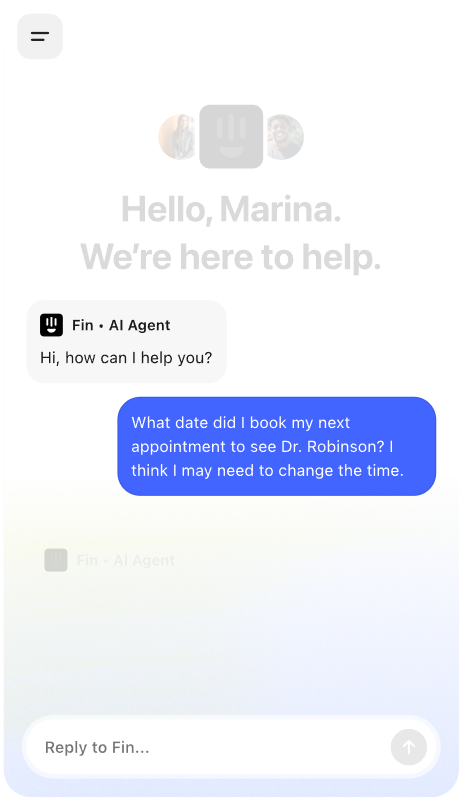 Hello, Marina.
We're here to help.
Fin • AI Agent
Hi, how can I help you?
What date did I book my next
appointment to see Dr. Robinson? I
think I may need to change the time.
Fin • AI Agent
Reply to Fin...